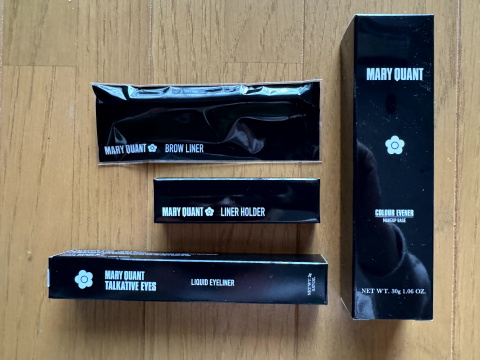 MARY QUANT BROW LINER
MARY QUANT LINER HOLDER
MARY QUANT
TALKATIVE EYES
LIQUID EYELINER
MARY QUANT
COLOUR EVENER
MAKEUP BASE
NET WT. 30g 1.06 OZ.